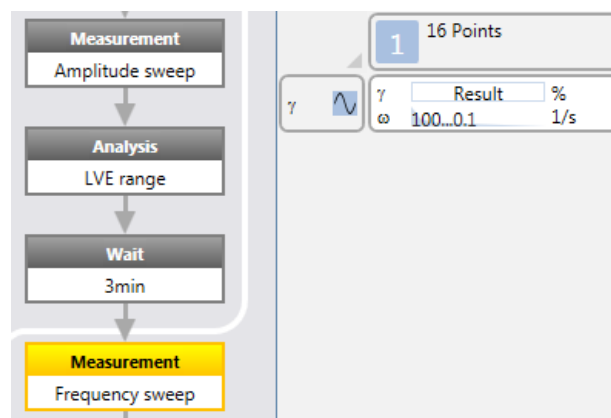 Measurement
Amplitude sweep
Analysis
LVE range
Wait
3min
Measurement
Frequency sweep
1
16 Points
γ
γ Result %
ω 100...0.1 1/s